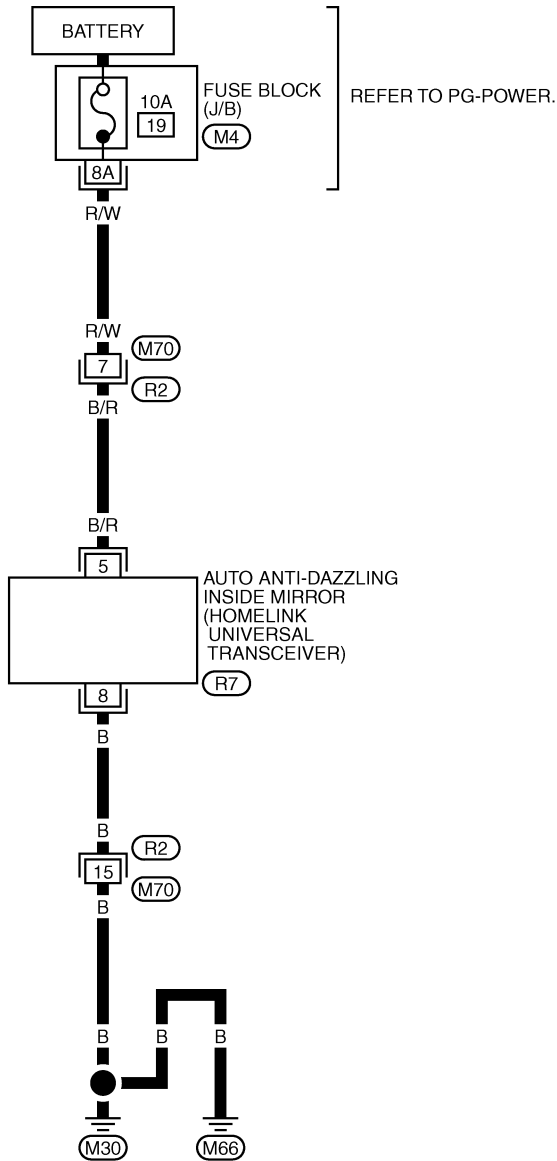 BATTERY
10A
19
FUSE BLOCK
(J/B)
M4
REFER TO PG-POWER.
8A
R/W
R/W
M70
7
R2
B/R
B/R
5
AUTO ANTI-DAZZLING
INSIDE MIRROR
(HOMELINK
UNIVERSAL
TRANSCEIVER)
R7
8
B
B
R2
15
M70
B
B
B
B
M30
M66